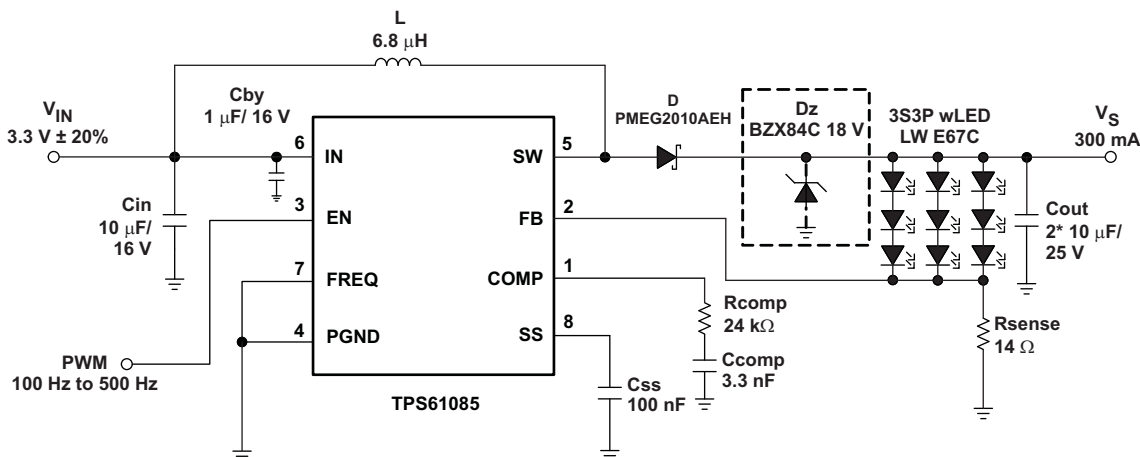 L
6.8 μH
Cby
1 μF/ 16 V
VIN
3.3 V ± 20%
D
PMEG2010AEH
Dz
BZX84C 18 V
3S3P wLED
LW E67C
VS
300 mA
6
IN
SW
5
Cin
10 μF/
16 V
3
EN
FB
2
Cout
2* 10 μF/
25 V
7
FREQ
COMP
1
Rcomp
24 kΩ
Rsense
14 Ω
4
PGND
SS
8
PWM
100 Hz to 500 Hz
Ccomp
3.3 nF
Css
100 nF
TPS61085